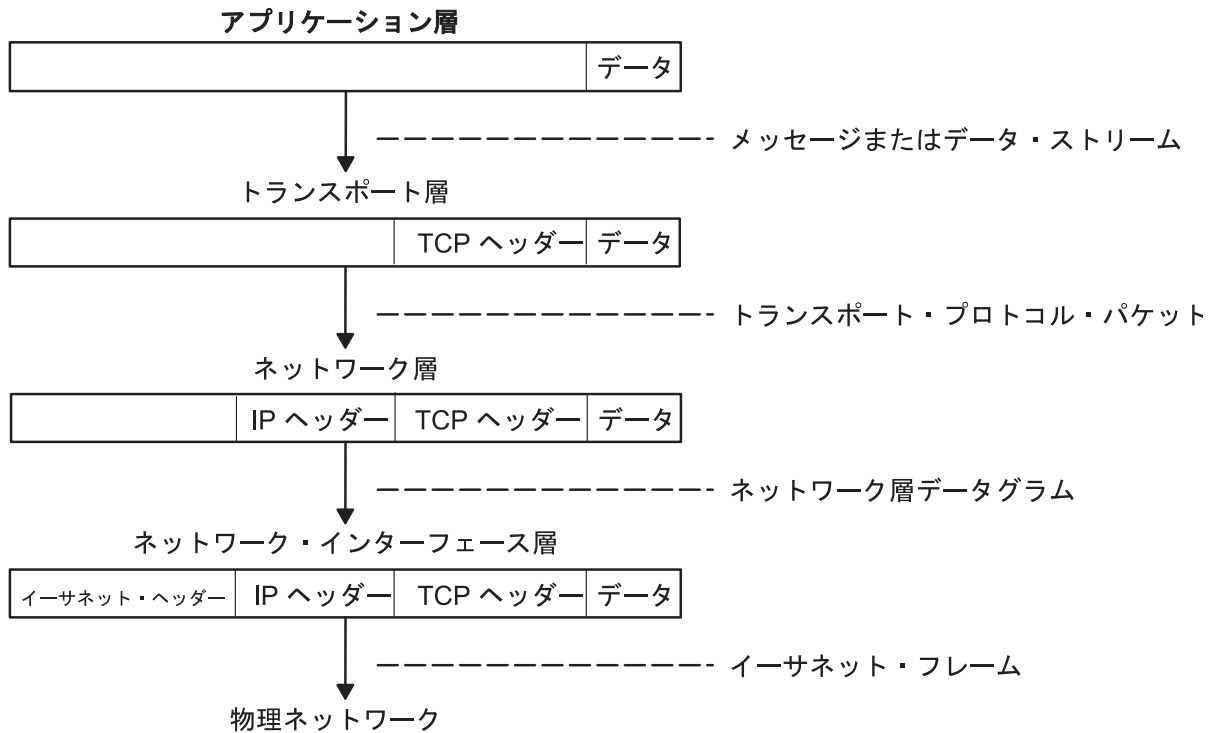 アプリケーション層
データ
メッセージまたはデータ・ストリーム
トランスポート層
TCP ヘッダー データ
トランスポート・プロトコル・パケット
ネットワーク層
IP ヘッダー TCP ヘッダー データ
ネットワーク層データグラム
ネットワーク・インターフェース層
イーサネット・ヘッダー IP ヘッダー TCP ヘッダー データ
イーサネット・フレーム
物理ネットワーク